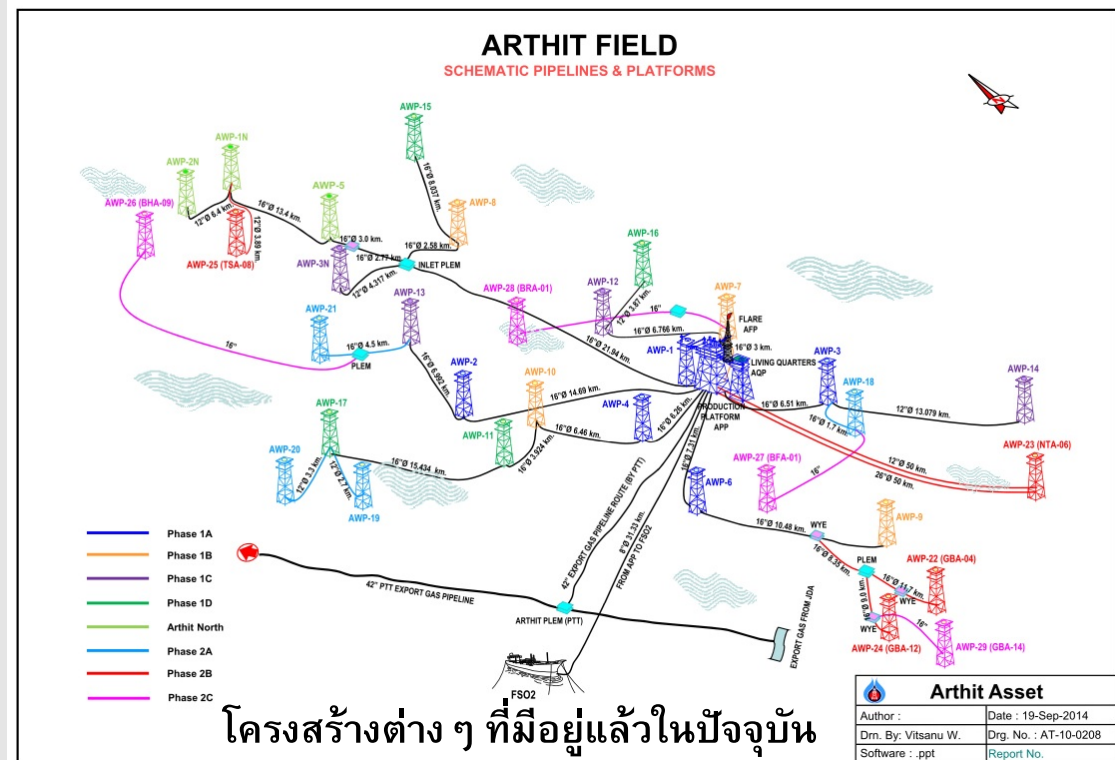 ARTHIT FIELD
SCHEMATIC PIPELINES & PLATFORMS
AWP-15
AWP-1N
AWP-2N
AWP-5
AWP-8
AWP-26 (BHA-09)
12"Ø 6.4 km.
16"Ø 13.4 km.
12"Ø 3.89 km.
16"Ø 8.037 km.
AWP-25 (TSA-08)
16"Ø 3.0 km.
16"Ø 2.58 km.
AWP-16
AWP-3N
16"Ø 2.77 km.
INLET PLEM
12"Ø 4.317 km.
AWP-13
AWP-28 (BRA-01)
AWP-12
12"Ø 3.87 km.
16"
AWP-7
FLARE
AFP
AWP-21
16"Ø 4.5 km.
PLEM
16"
16"Ø 6.992 km.
16"Ø 21.94 km.
16"Ø 6.766 km.
16"Ø 3 km.
AWP-1
LIVING QUARTERS
AQP
AWP-3
AWP-14
AWP-2
AWP-10
AWP-18
16"Ø 14.69 km.
AWP-4
16"Ø 6.26 km.
PRODUCTION
PLATFORM
APP
16"Ø 6.51 km.
12"Ø 13.079 km.
16"Ø 1.7 km.
AWP-17
AWP-11
16"Ø 6.46 km.
16"Ø 3.924 km.
16"Ø 7.31 km.
AWP-23 (NTA-06)
12"Ø 50 km.
26"Ø 50 km.
AWP-20
12"Ø 3.3 km.
12"Ø 2.7 km.
16"Ø 15.434 km.
AWP-19
AWP-27 (BFA-01)
16"
AWP-6
AWP-9
16"Ø 10.48 km.
WYE
42" EXPORT GAS PIPELINE ROUTE (BY PTT)
8"Ø 31.33 km.
FROM APP TO FSO2
16"Ø 8.35 km.
PLEM
AWP-22 (GBA-04)
16"Ø 11.7 km.
WYE
16"Ø 9.0 km.
WYE
16"
AWP-24 (GBA-12)
AWP-29 (GBA-14)
Phase 1A
Phase 1B
Phase 1C
Phase 1D
Arthit North
Phase 2A
Phase 2B
Phase 2C
42" PTT EXPORT GAS PIPELINE
ARTHIT PLEM (PTT)
EXPORT GAS FROM JDA
FSO2
โครงสร้างต่าง ๆ ที่มีอยู่แล้วในปัจจุบัน
Arthit Asset
Author :
Date : 19-Sep-2014
Drn. By: Vitsanu W.
Drg. No. : AT-10-0208
Software : .ppt
Report No.